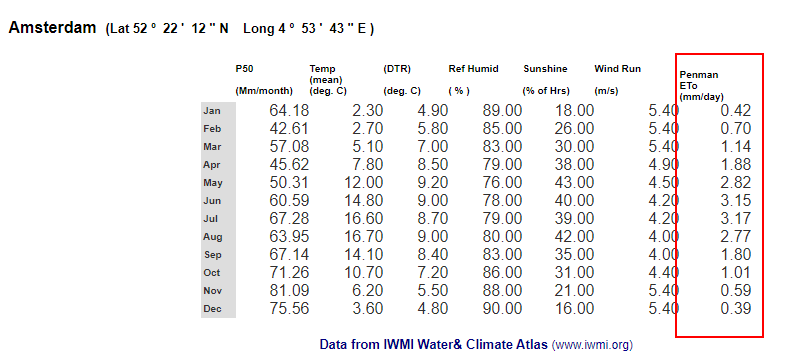 Amsterdam (Lat 52 º 22 ' 12 " N Long 4 º 53 ' 43 " E )
P50 Temp (DTR) Ref Humid Sunshine Wind Run Penman
(mean) ETo
(Mm/month) (deg. C) (deg. C) ( % ) (% of Hrs) (m/s) (mm/day)
Jan 64.18 2.30 4.90 89.00 18.00 5.40 0.42
Feb 42.61 2.70 5.80 85.00 26.00 5.40 0.70
Mar 57.08 5.10 7.00 83.00 30.00 5.40 1.14
Apr 45.62 7.80 8.50 79.00 38.00 4.90 1.88
May 50.31 12.00 9.20 76.00 43.00 4.50 2.82
Jun 60.59 14.80 9.00 78.00 40.00 4.20 3.15
Jul 67.28 16.60 8.70 79.00 39.00 4.20 3.17
Aug 63.95 16.70 9.00 80.00 42.00 4.00 2.77
Sep 67.14 14.10 8.40 83.00 35.00 4.00 1.80
Oct 71.26 10.70 7.20 86.00 31.00 4.40 1.01
Nov 81.09 6.20 5.50 88.00 21.00 5.40 0.59
Dec 75.56 3.60 4.80 90.00 16.00 5.40 0.39
Data from IWMI Water& Climate Atlas (www.iwmi.org)